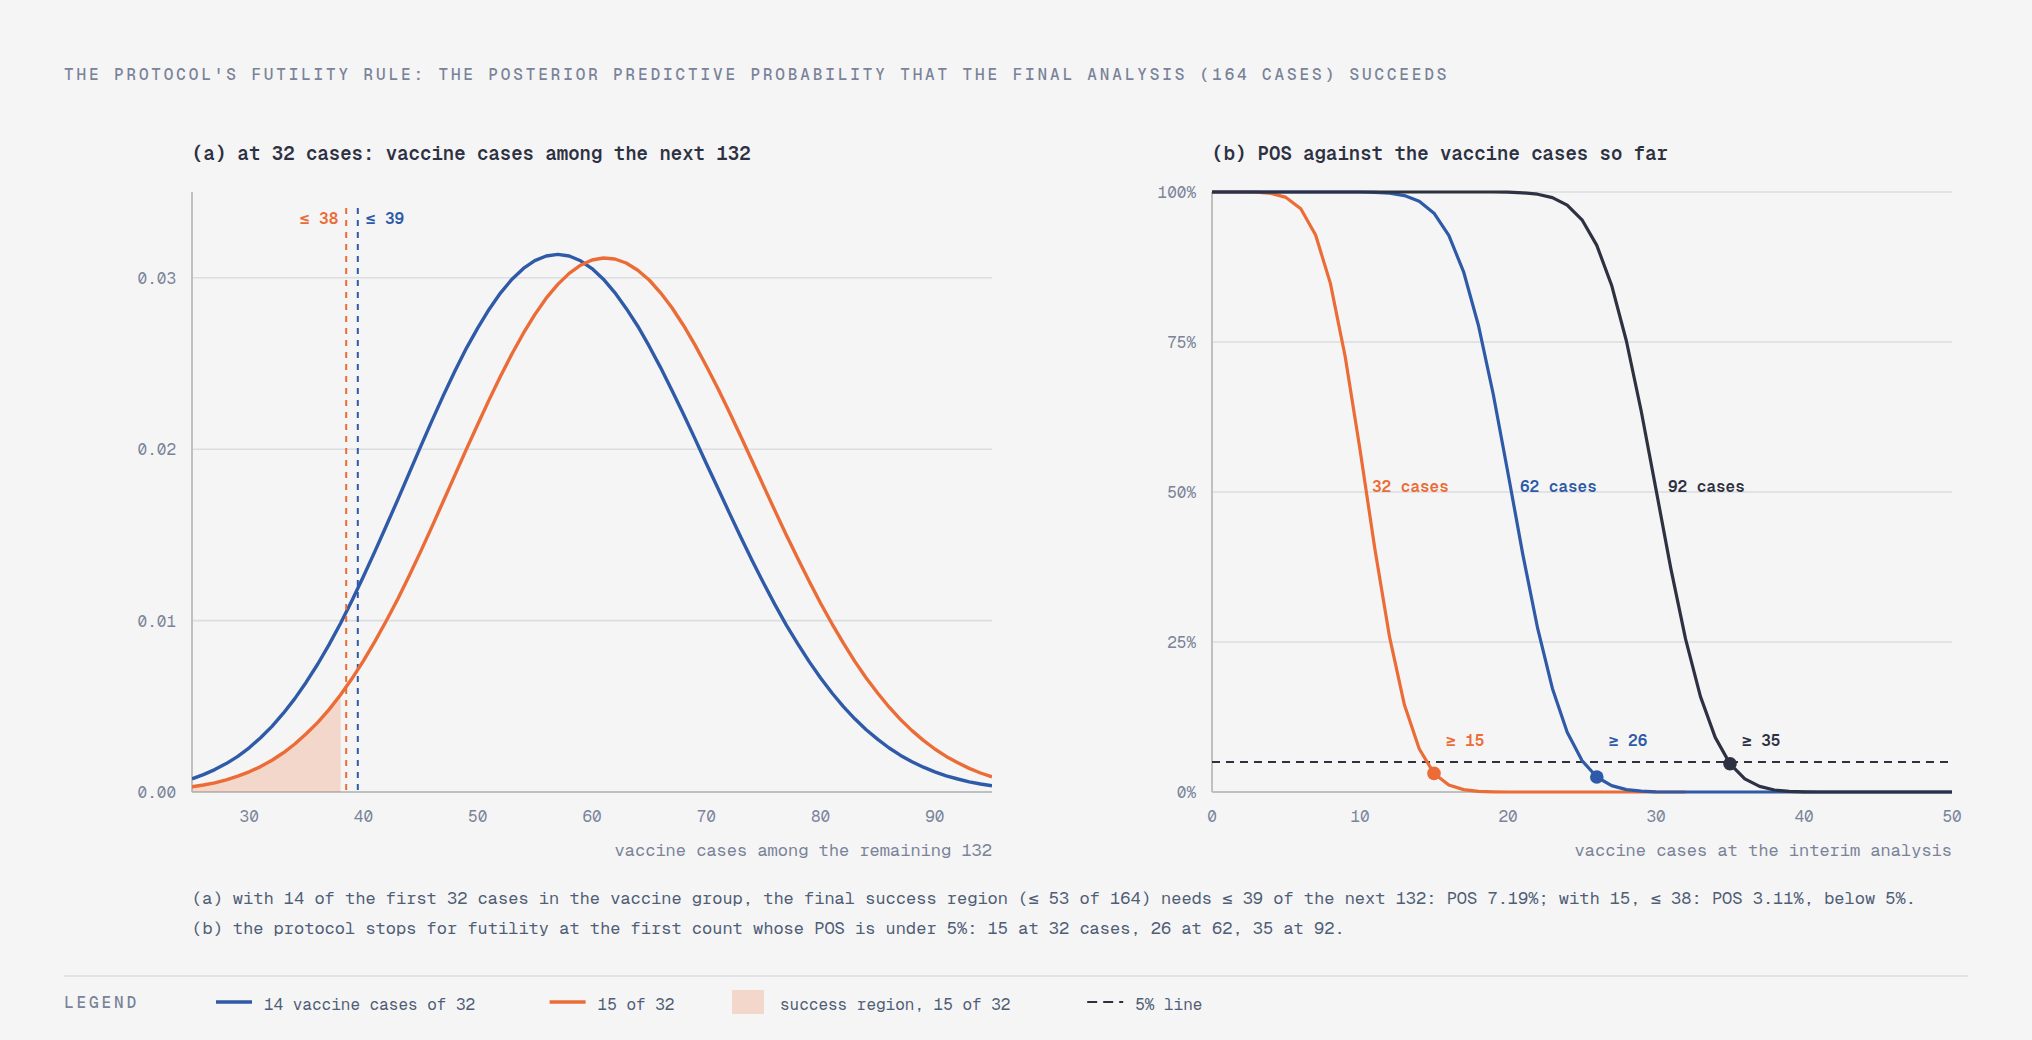 THE PROTOCOL'S FUTILITY RULE: THE POSTERIOR PREDICTIVE PROBABILITY THAT THE FINAL ANALYSIS (164 CASES) SUCCEEDS
(a) at 32 cases: vaccine cases among the next 132
≤ 38
≤ 39
0.03
0.02
0.01
0.00
30 40 50 60 70 80 90
vaccine cases among the remaining 132
(b) POS against the vaccine cases so far
100%
75%
50%
25%
0%
32 cases
62 cases
92 cases
≥ 15
≥ 26
≥ 35
0 10 20 30 40 50
vaccine cases at the interim analysis
(a) with 14 of the first 32 cases in the vaccine group, the final success region (≤ 53 of 164) needs ≤ 39 of the next 132: POS 7.19%; with 15, ≤ 38: POS 3.11%, below 5%.
(b) the protocol stops for futility at the first count whose POS is under 5%: 15 at 32 cases, 26 at 62, 35 at 92.
LEGEND
14 vaccine cases of 32
15 of 32
success region, 15 of 32
5% line